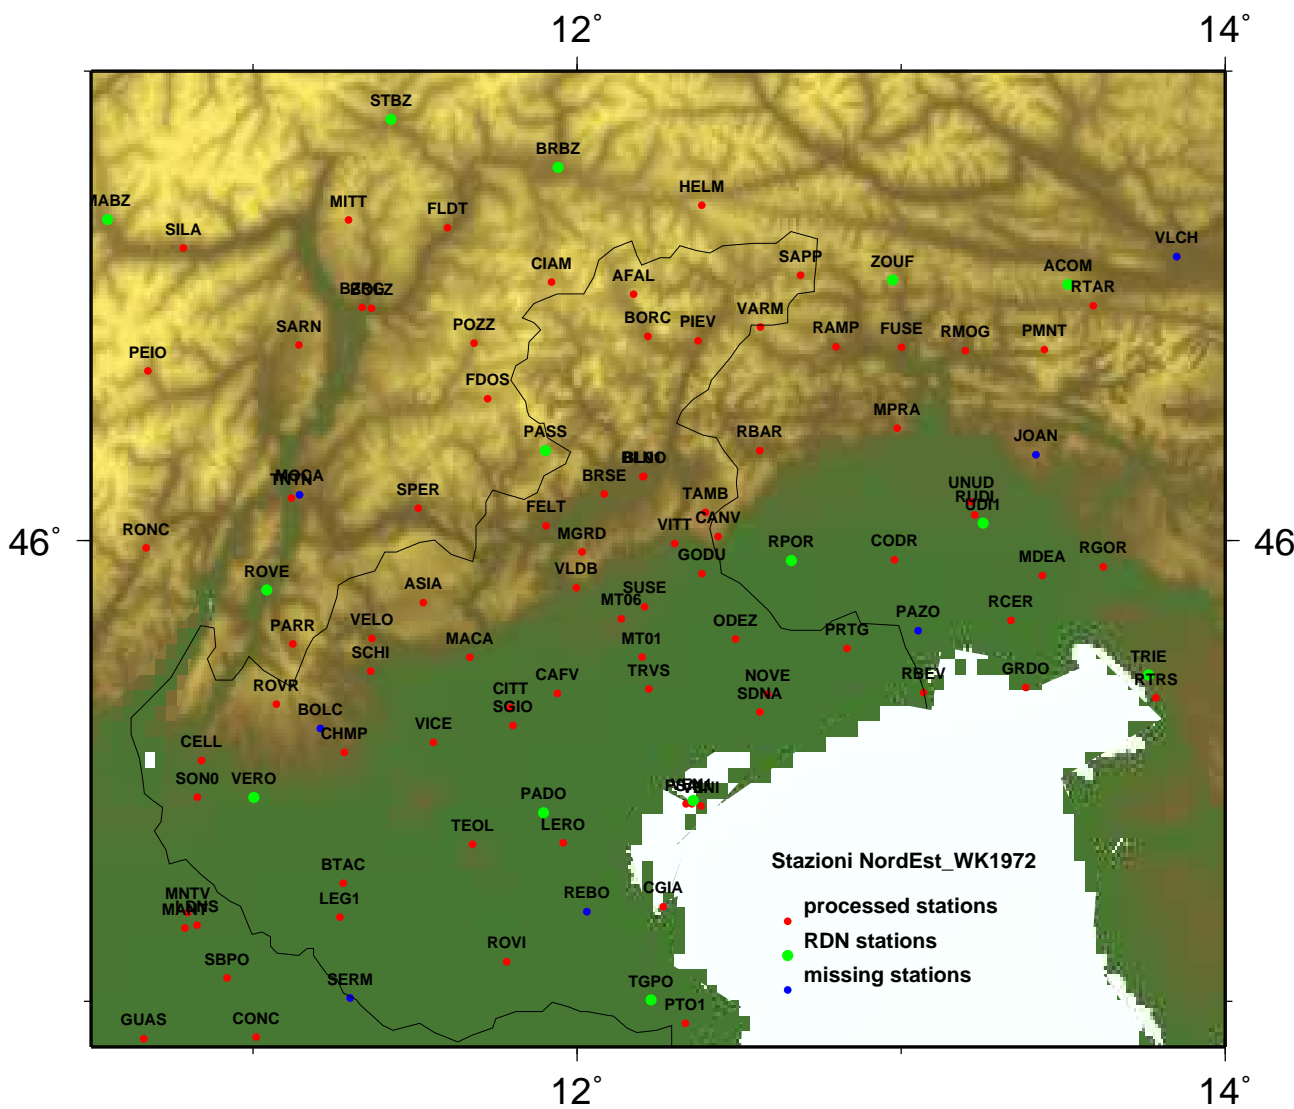 12°
14°
STBZ
BRBZ
MABZ
MITT
HELM
FLDT
SILA
VLCH
CIAM
SAPP
ZOUF
ACOM
AFAL
RTAR
VARM
BORC
PIEV
SARN
POZZ
RAMP
FUSE
RMOG
PMNT
PEIO
FDOS
MPRA
PASS
RBAR
JOAN
MOCA
TNTN
BRSE
SPER
TAMB
UNUD
RUDI
UDI1
FELT
CANV
VITT
MGRD
RONC
46°
RPOR
CODR
46
GODU
MDEA
RGOR
ROVE
VLDB
ASIA
SUSE
MT06
RCER
PAZO
PARR
VELO
MACA
MT01
ODEZ
PRTG
SCHI
TRIE
CAFV
TRVS
NOVE
RBEV
GRDO
RTRS
ROVR
CITT
SDNA
SGIO
BOLC
VICE
CHMP
CELL
SON0
VERO
PADO
TEOL
LERO
Stazioni NordEst_WK1972
BTAC
REBO
CGIA
processed stations
MNTV
LEG1
RDN stations
ROVI
SBPO
missing stations
SERM
TGPO
PTO1
GUAS
CONC
12°
14°